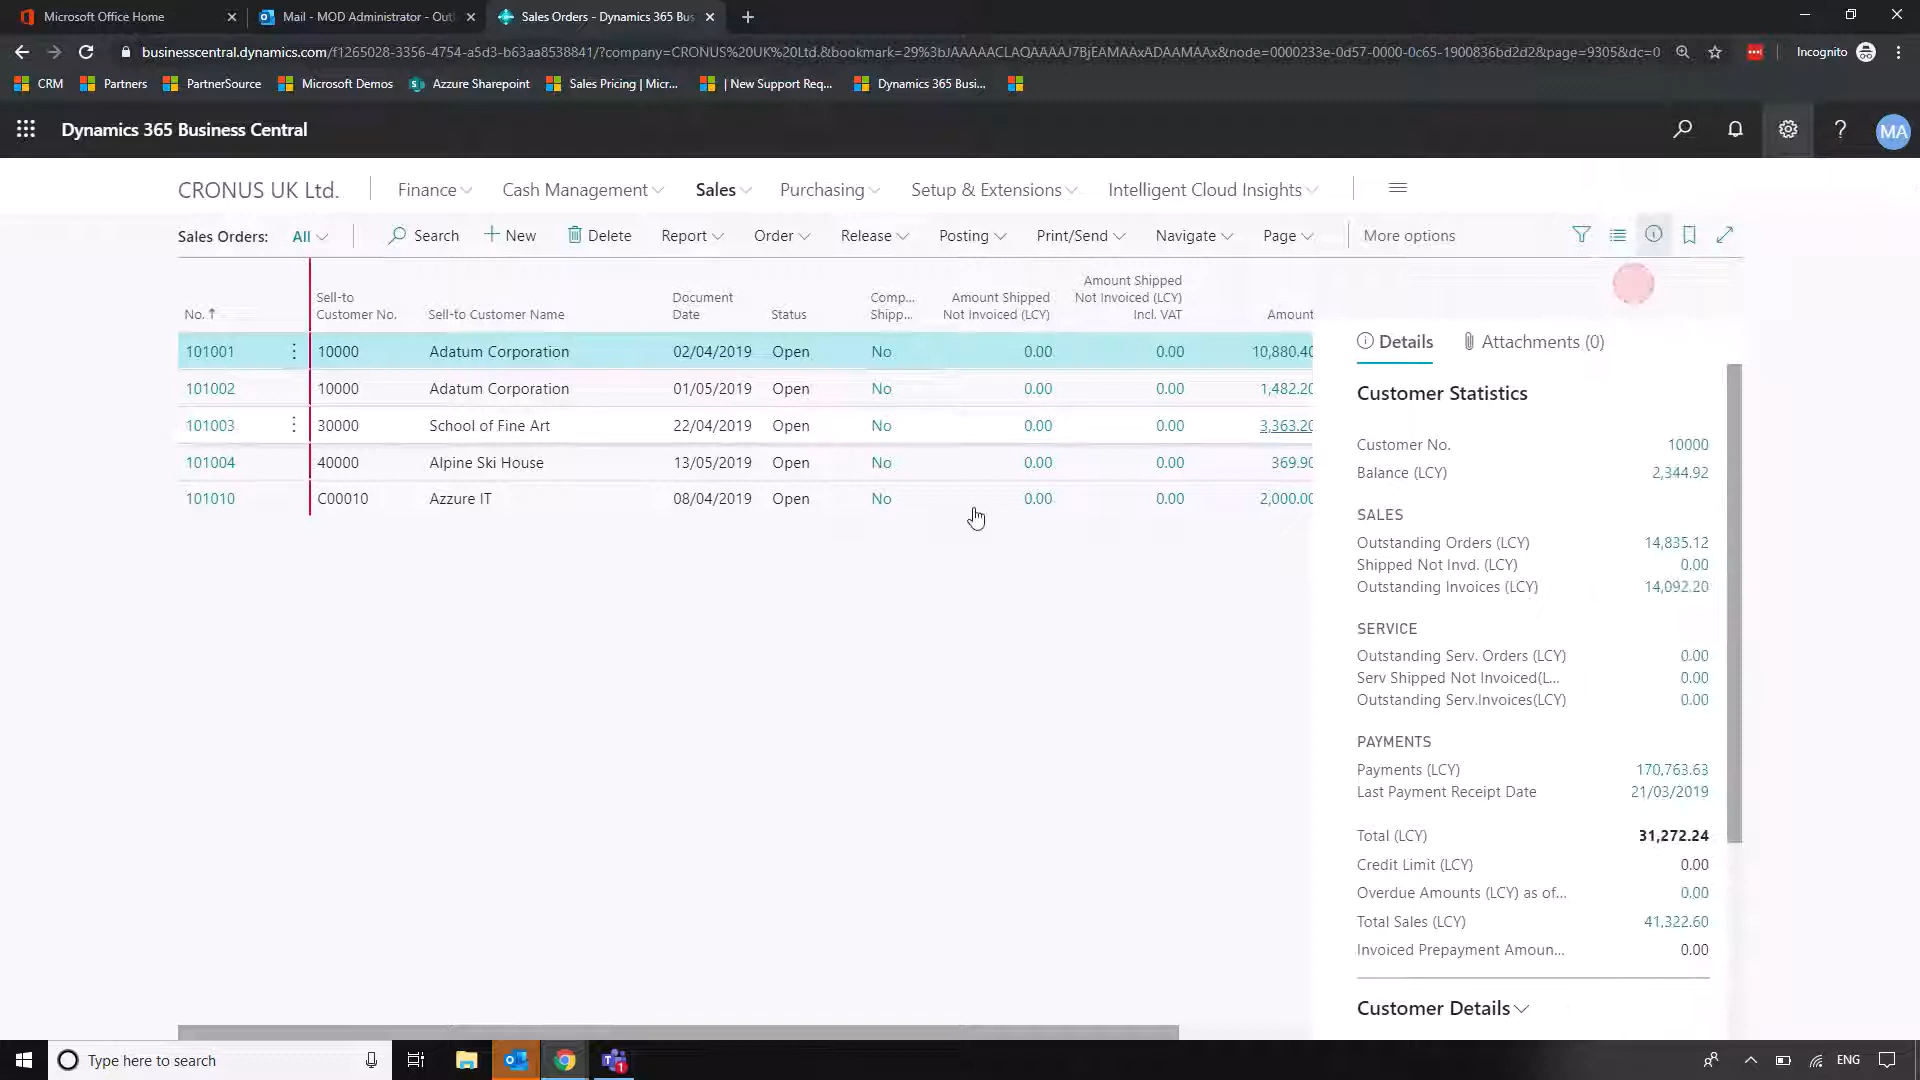 Microsoft Office Home
Mail - MOD Administrator - Out
Sales Orders - Dynamics 365 Bus
businesscentral.dynamics.com/f1265028-3356-4754-a5d3-b63aa8538841/?company=CRONUS%20UK%20Ltd.&bookmark=29%3bJAAAAACLAQAAAAJ7BjEAMAAxADAAMAAx&node=0000233e-0d57-0000-0c65-1900836bd2d2&page=9305&dc=0
Incognito
CRM
Partners
PartnerSource
Microsoft Demos
Azzure Sharepoint
Sales Pricing | Micr...
| New Support Req...
Dynamics 365 Busi...
Dynamics 365 Business Central
MA
CRONUS UK Ltd.
Finance
Cash Management
Sales
Purchasing
Setup & Extensions
Intelligent Cloud Insights
Sales Orders:
All
Search
New
Delete
Report
Order
Release
Posting
Print/Send
Navigate
Page
More options
No. ↑
Sell-to
Customer No.
Sell-to Customer Name
Document
Date
Status
Comp...
Shipp...
Amount Shipped
Not Invoiced (LCY)
Amount Shipped
Not Invoiced (LCY)
Incl. VAT
Amount
101001 10000 Adatum Corporation 02/04/2019 Open No 0.00 0.00 10,880.40
101002 10000 Adatum Corporation 01/05/2019 Open No 0.00 0.00 1,482.20
101003 30000 School of Fine Art 22/04/2019 Open No 0.00 0.00 3,363.20
101004 40000 Alpine Ski House 13/05/2019 Open No 0.00 0.00 369.90
101010 C00010 Azzure IT 08/04/2019 Open No 0.00 0.00 2,000.00
Details
Attachments (0)
Customer Statistics
Customer No. 10000
Balance (LCY) 2,344.92
SALES
Outstanding Orders (LCY) 14,835.12
Shipped Not Invd. (LCY) 0.00
Outstanding Invoices (LCY) 14,092.20
SERVICE
Outstanding Serv. Orders (LCY) 0.00
Serv Shipped Not Invoiced(L... 0.00
Outstanding Serv.Invoices(LCY) 0.00
PAYMENTS
Payments (LCY) 170,763.63
Last Payment Receipt Date 21/03/2019
Total (LCY) 31,272.24
Credit Limit (LCY) 0.00
Overdue Amounts (LCY) as of... 0.00
Total Sales (LCY) 41,322.60
Invoiced Prepayment Amoun... 0.00
Customer Details
Type here to search
1
ENG